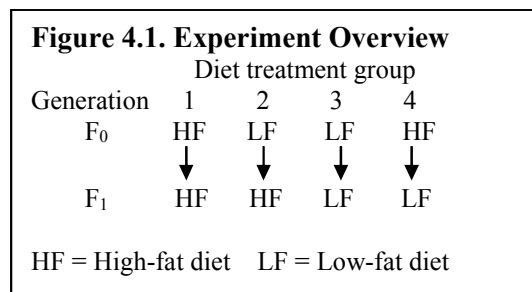 Figure 4.1. Experiment Overview
Diet treatment group
Generation 1 2 3 4
F₀ HF LF LF HF
F₁ HF HF LF LF
HF = High-fat diet LF = Low-fat diet